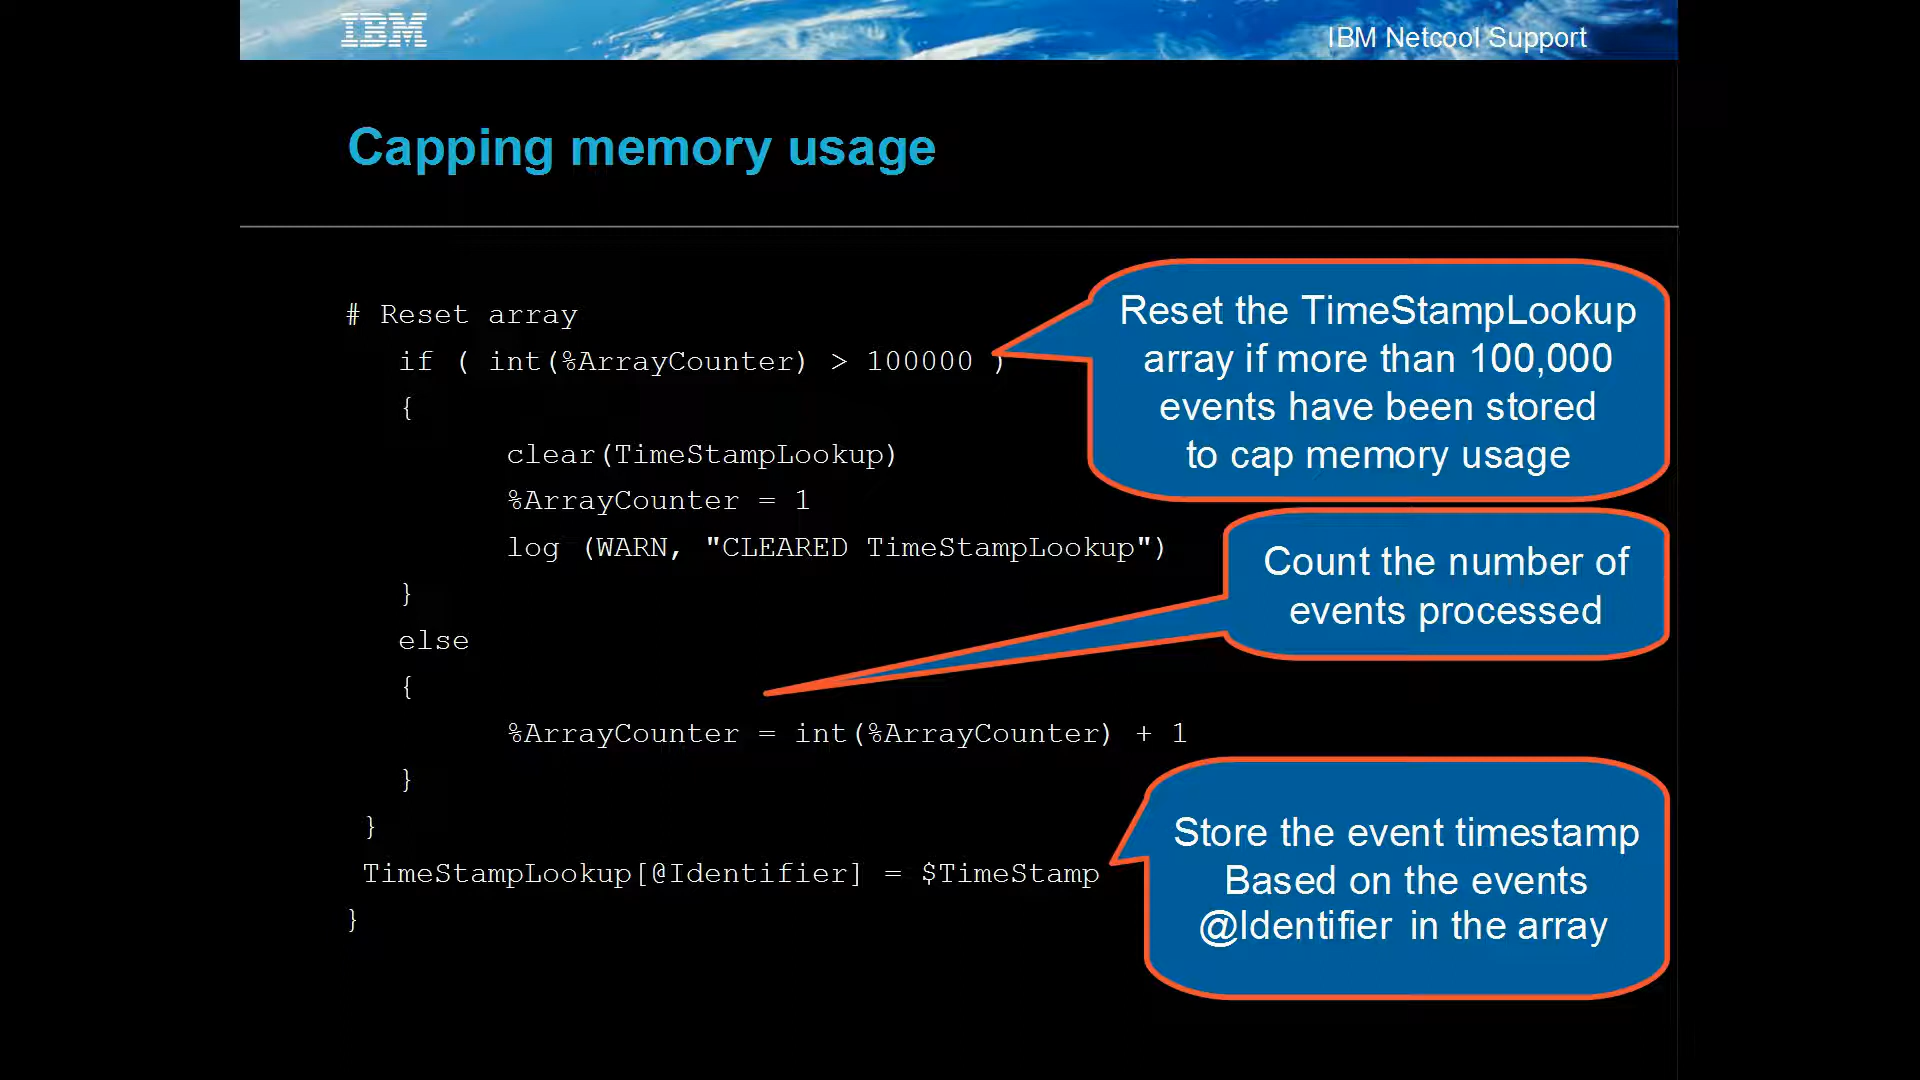 IBM
IBM Netcool Support
Capping memory usage
# Reset array
if ( int(%ArrayCounter) > 100000 )
{
clear(TimeStampLookup)
%ArrayCounter = 1
log (WARN, "CLEARED TimeStampLookup")
}
else
{
%ArrayCounter = int(%ArrayCounter) + 1
}
}
TimeStampLookup[@Identifier] = $TimeStamp
}
Reset the TimeStampLookup
array if more than 100,000
events have been stored
to cap memory usage
Count the number of
events processed
Store the event timestamp
Based on the events
@Identifier in the array